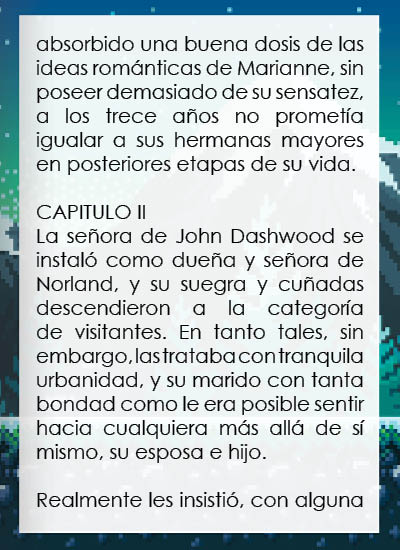 absorbido una buena dosis de las
ideas románticas de Marianne, sin
poseer demasiado de su sensatez,
a los trece años no prometía
igualar a sus hermanas mayores
en posteriores etapas de su vida.

CAPITULO II
La señora de John Dashwood se
instaló como dueña y señora de
Norland, y su suegra y cuñadas
descendieron a la categoría
de visitantes. En tanto tales, sin
embargo, las trataba con tranquila
urbanidad, y su marido con tanta
bondad como le era posible sentir
hacia cualquiera más allá de sí
mismo, su esposa e hijo.

Realmente les insistió, con alguna